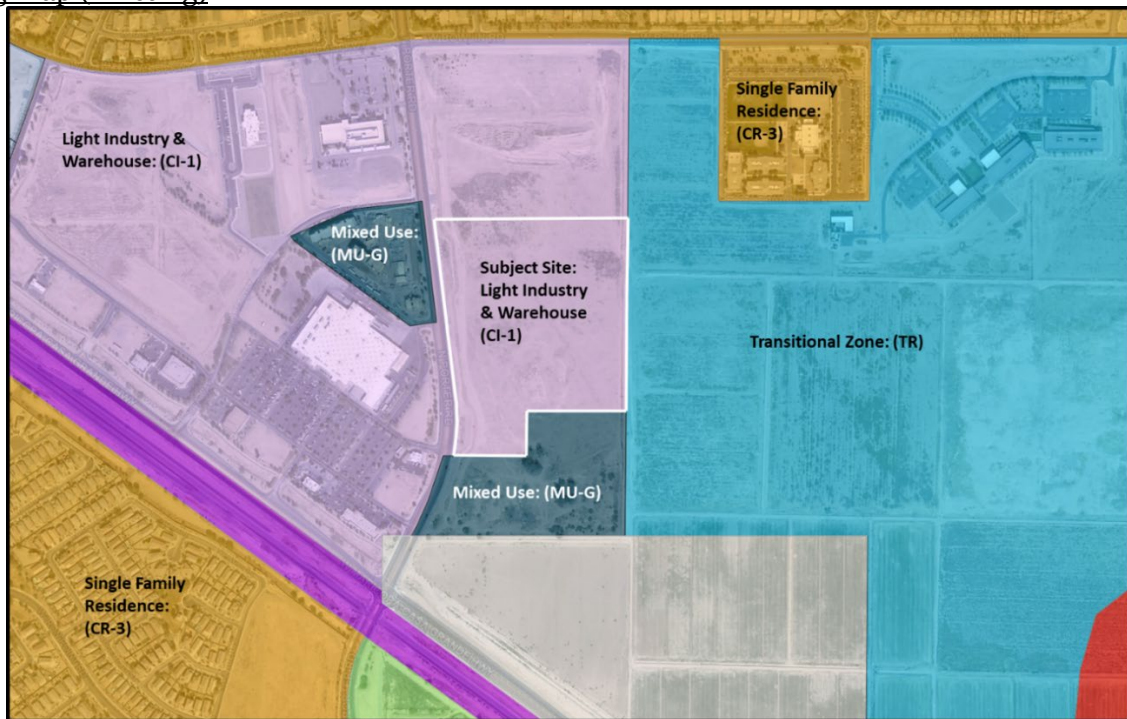 Single Family
Residence:
(CR-3)
Light Industry &
Warehouse: (CI-1)
Mixed Use:
(MU-G)
Subject Site:
Light Industry
& Warehouse
(CI-1)
Transitional Zone: (TR)
Mixed Use: (MU-G)
Single Family
Residence:
(CR-3)